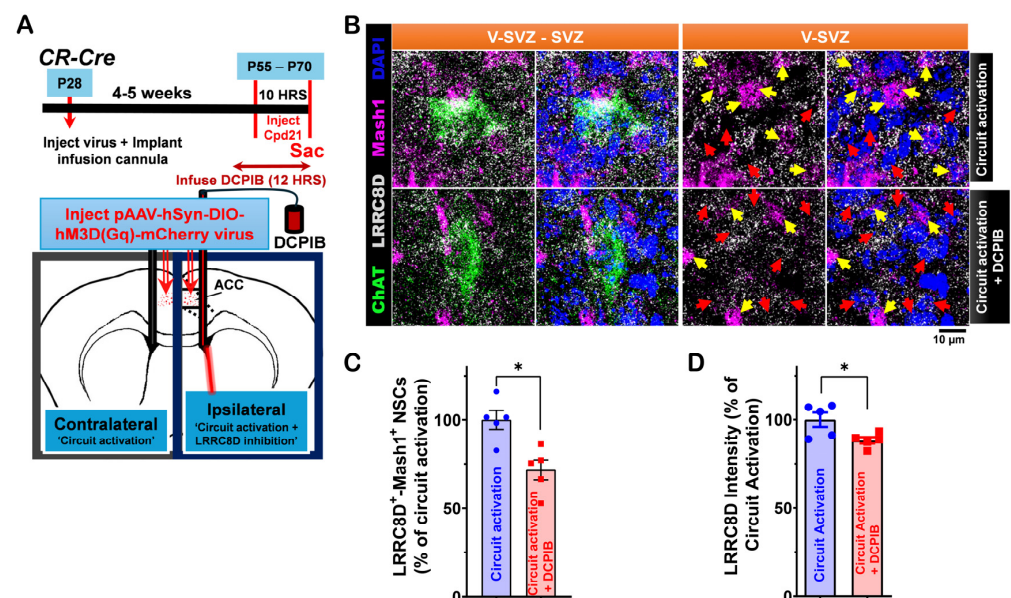 A
CR-Cre
P28
P55 – P70
4-5 weeks
10 HRS
Inject
Cpd21
Sac
Inject virus + Implant
infusion cannula
Infuse DCPIB (12 HRS)
Inject pAAV-hSyn-DIO-
hM3D(Gq)-mCherry virus
DCPIB
ACC
Contralateral
'Circuit activation'
Ipsilateral
'Circuit activation +
LRRC8D inhibition'
B
V-SVZ - SVZ
V-SVZ
ChAT LRRC8D Mash1 DAPI
Circuit activation
Circuit activation
+ DCPIB
10 μm
C
LRRC8D+-Mash1+ NSCs
(% of circuit activation)
100
50
0
*
Circuit activation
Circuit activation
+ DCPIB
D
LRRC8D Intensity (% of
Circuit Activation)
100
50
0
*
Circuit Activation
Circuit Activation
+ DCPIB